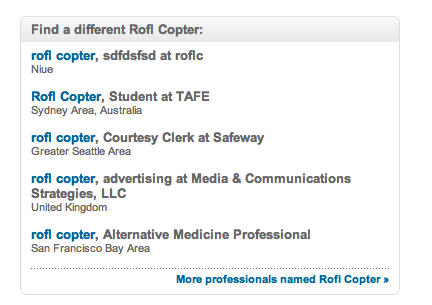 Find a different Rofl Copter:
rofl copter, sdfdsfsd at roflc
Niue
Rofl Copter, Student at TAFE
Sydney Area, Australia
rofl copter, Courtesy Clerk at Safeway
Greater Seattle Area
rofl copter, advertising at Media & Communications
Strategies, LLC
United Kingdom
rofl copter, Alternative Medicine Professional
San Francisco Bay Area
More professionals named Rofl Copter »